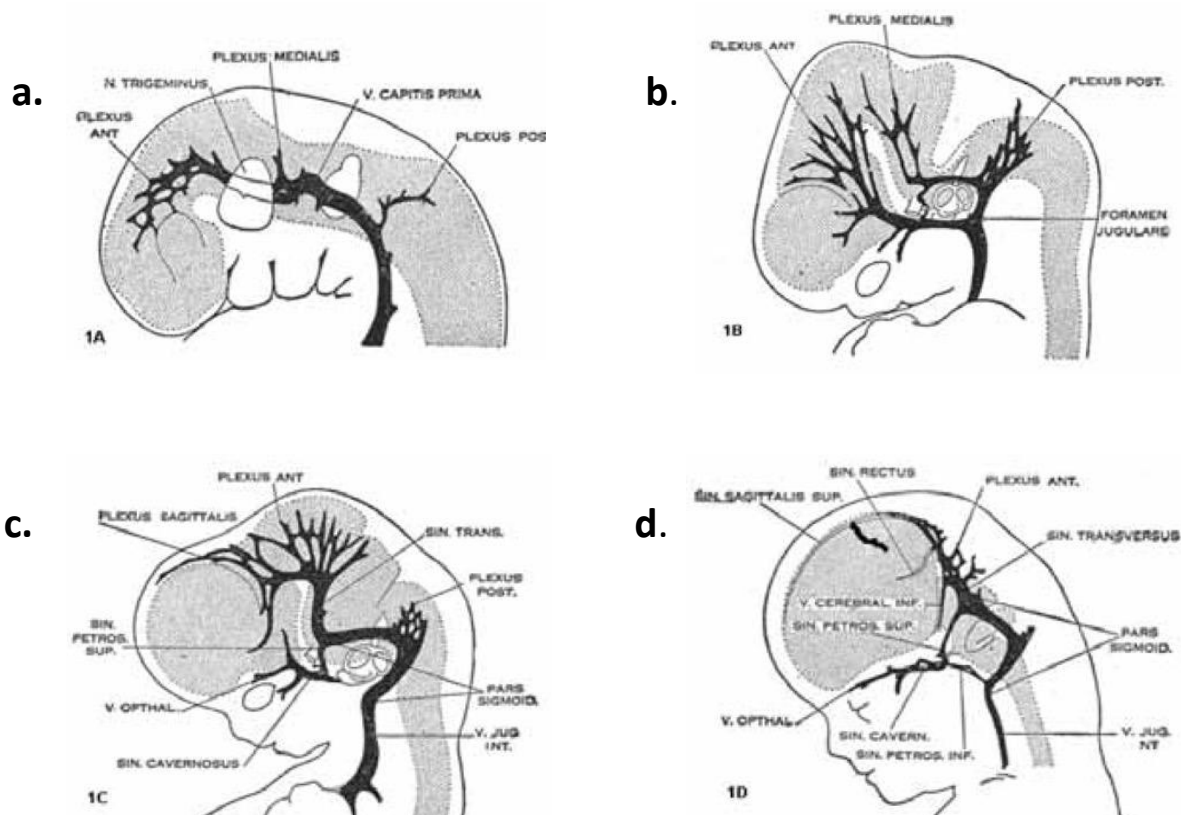 a.
PLEXUS MEDIALIS
N. TRIGEMINUS
V. CAPITIS PRIMA
PLEXUS
ANT
PLEXUS POS
1A
b.
PLEXUS MEDIALIS
PLEXUS ANT
PLEXUS POST.
FORAMEN
JUGULARE
1B
c.
PLEXUS ANT
PLEXUS SAGITTALIS
SIN. TRANS.
PLEXUS
POST.
SIN.
PETROS.
SUP.
V. OPTHAL.
PARS
SIGMOID.
V. JUG
INT.
SIN. CAVERNOSUS
1C
d.
SIN. RECTUS
PLEXUS ANT.
SIN. SAGITTALIS SUP.
SIN. TRANSVERSUS
V. CEREBRAL INF.
SIN. PETROS. SUP.
PARS
SIGMOID.
V. OPTHAL
SIN. CAVERN.
SIN. PETROS. INF.
V. JUG.
NT
1D